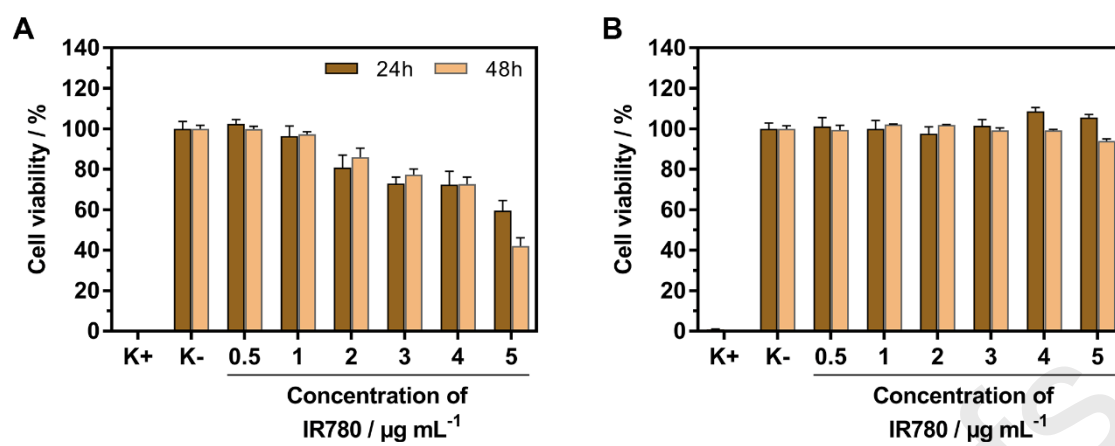 A
140
120
100
80
60
40
20
0
Cell viability / %
24h 48h
K+ K- 0.5 1 2 3 4 5
Concentration of
IR780 / µg mL⁻¹
B
140
120
100
80
60
40
20
0
Cell viability / %
K+ K- 0.5 1 2 3 4 5
Concentration of
IR780 / µg mL⁻¹